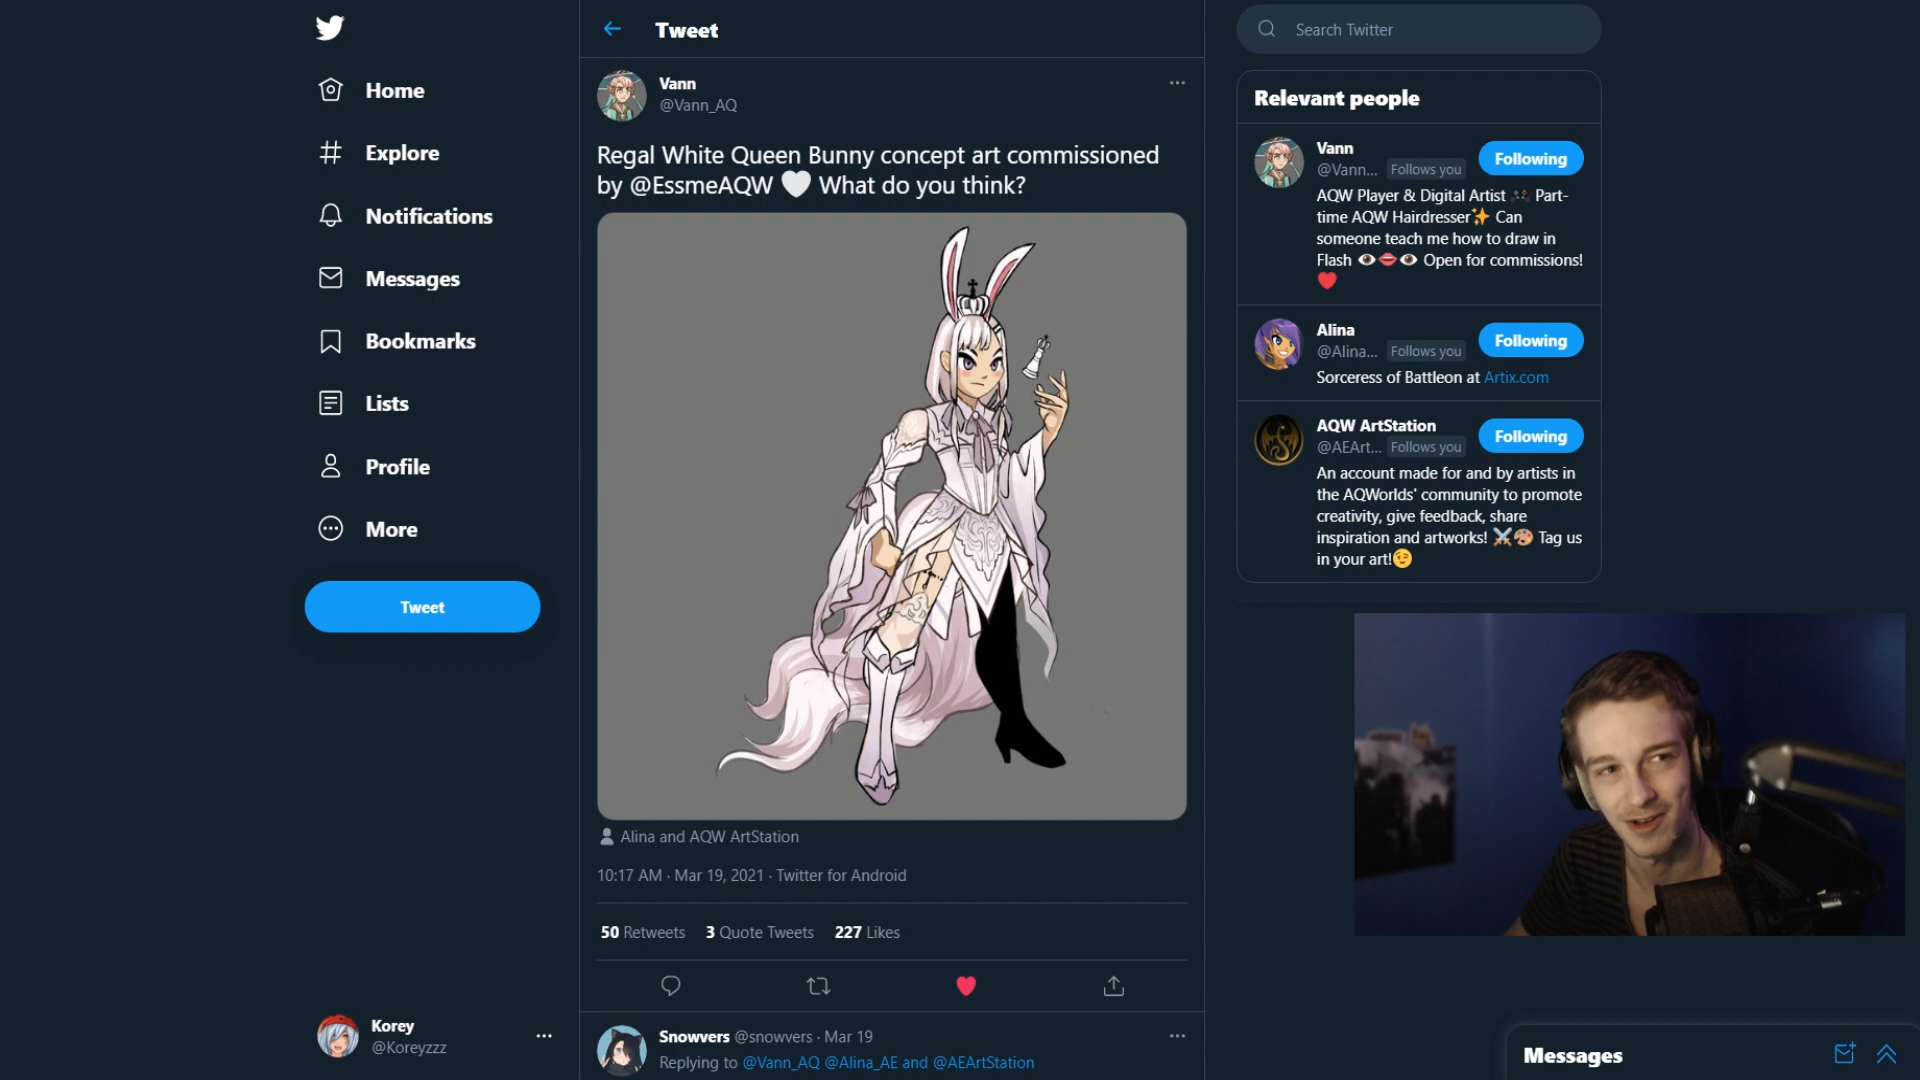 Home
Explore
Notifications
Messages
Bookmarks
Lists
Profile
More
Tweet
Korey
@Koreyzzz
Tweet
Vann
@Vann_AQ
Regal White Queen Bunny concept art commissioned
by @EssmeAQW 🤍 What do you think?
Alina and AQW ArtStation
10:17 AM · Mar 19, 2021 · Twitter for Android
50 Retweets 3 Quote Tweets 227 Likes
Snowvers @snowvers · Mar 19
Replying to @Vann_AQ @Alina_AE and @AEArtStation
Search Twitter
Relevant people
Vann
@Vann... Follows you
Following
AQW Player & Digital Artist 🎮 Part-
time AQW Hairdresser✨ Can
someone teach me how to draw in
Flash 👁️👄👁️ Open for commissions!
❤️
Alina
@Alina... Follows you
Following
Sorceress of Battleon at Artix.com
AQW ArtStation
@AEArt... Follows you
Following
An account made for and by artists in
the AQWorlds' community to promote
creativity, give feedback, share
inspiration and artworks! ⚔️🎨 Tag us
in your art!😉
Messages